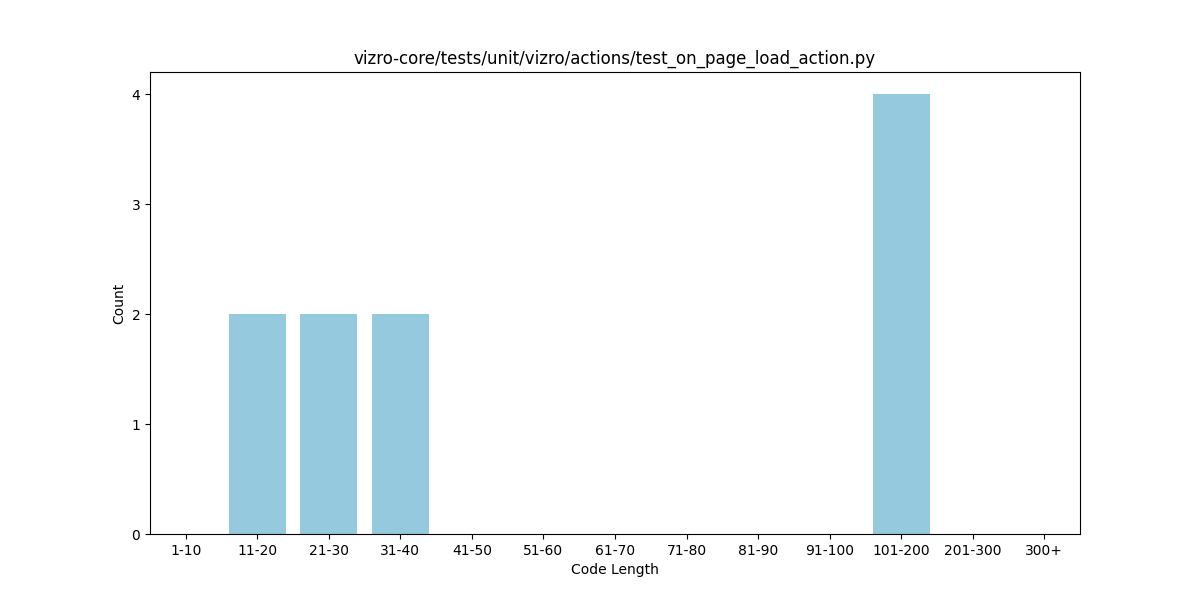 vizro-core/tests/unit/vizro/actions/test_on_page_load_action.py
4
3
2
1
0
Count
1-10 11-20 21-30 31-40 41-50 51-60 61-70 71-80 81-90 91-100 101-200 201-300 300+
Code Length